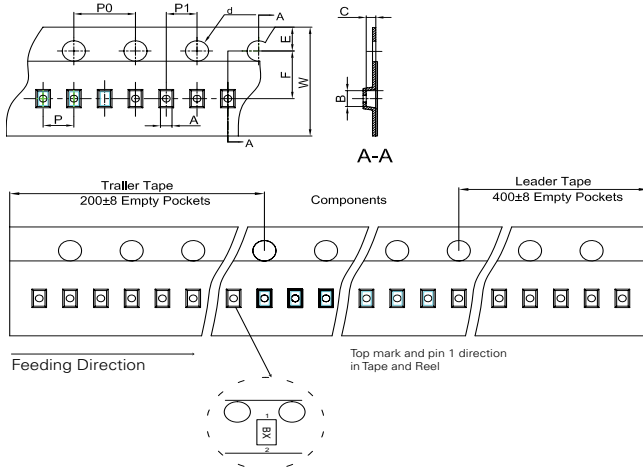 P0
P1
d
A
C
E
F
W
B
P
A
A
A-A
Traller Tape
200±8 Empty Pockets
Components
Leader Tape
400±8 Empty Pockets
Feeding Direction
Top mark and pin 1 direction
in Tape and Reel
1
BX
2